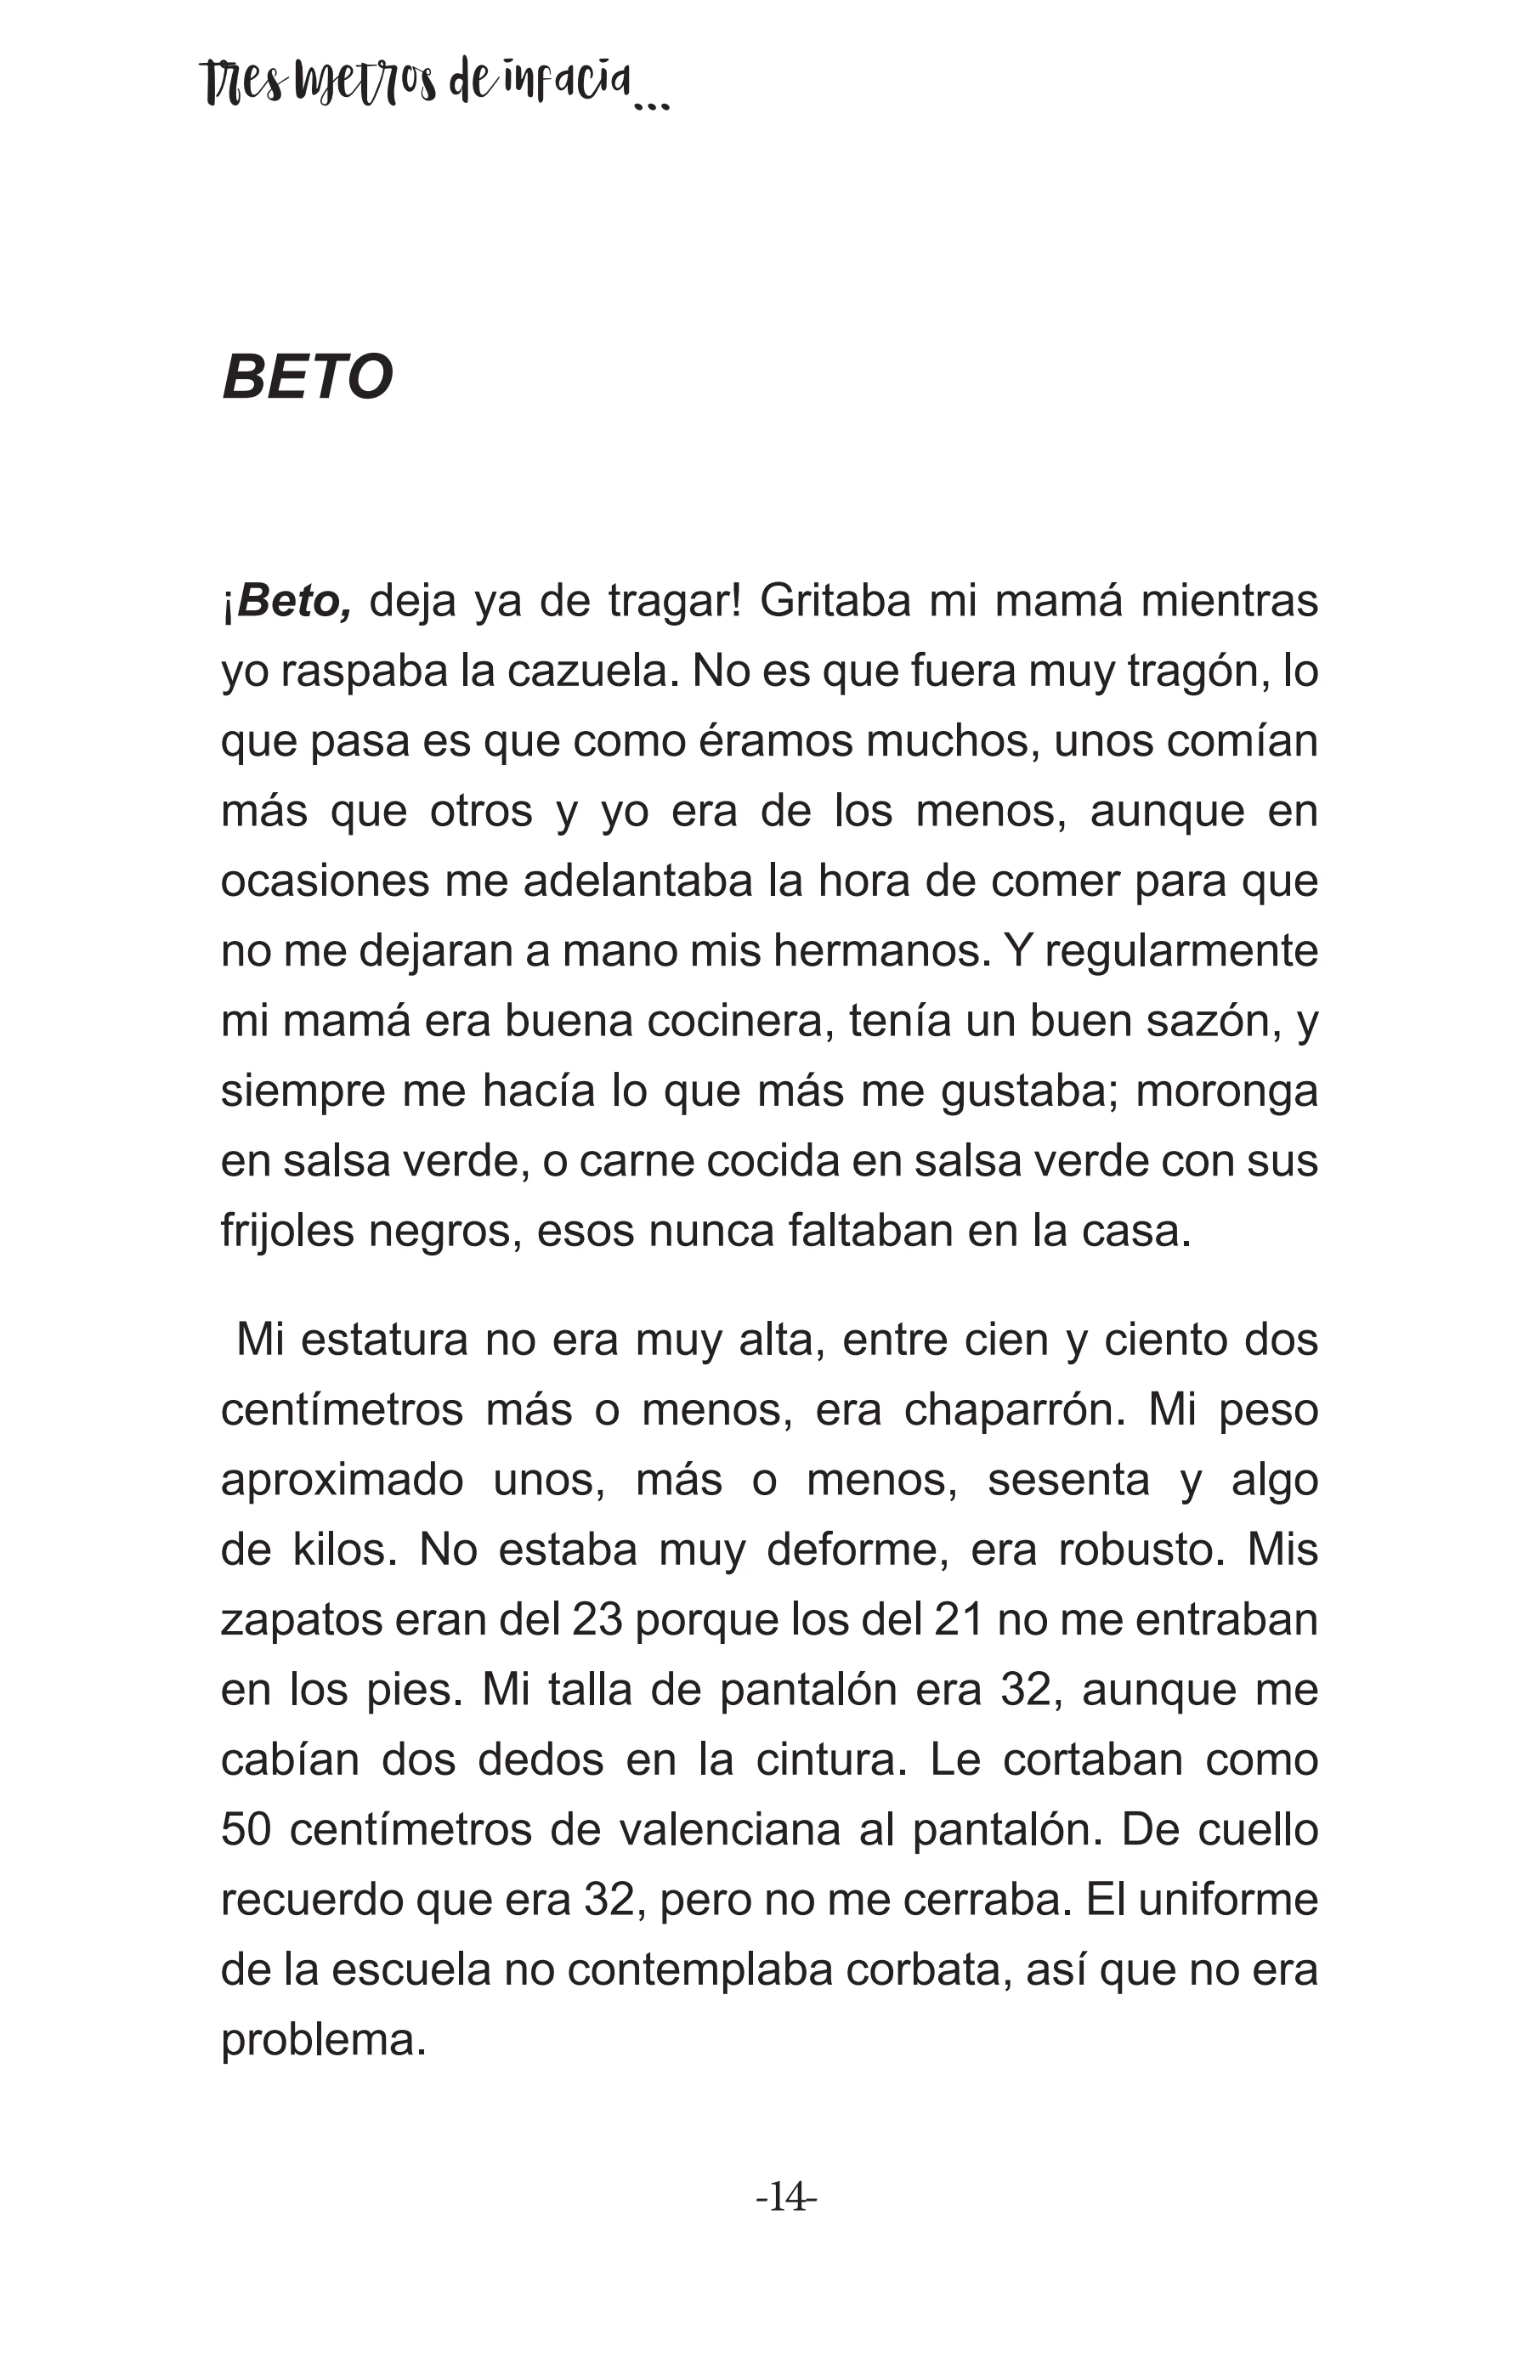 Tres metros de infacia...
BETO
¡Beto, deja ya de tragar! Gritaba mi mamá mientras
yo raspaba la cazuela. No es que fuera muy tragón, lo
que pasa es que como éramos muchos, unos comían
más que otros y yo era de los menos, aunque en
ocasiones me adelantaba la hora de comer para que
no me dejaran a mano mis hermanos. Y regularmente
mi mamá era buena cocinera, tenía un buen sazón, y
siempre me hacía lo que más me gustaba; moronga
en salsa verde, o carne cocida en salsa verde con sus
frijoles negros, esos nunca faltaban en la casa.
Mi estatura no era muy alta, entre cien y ciento dos
centímetros más o menos, era chaparrón. Mi peso
aproximado unos, más o menos, sesenta y algo
de kilos. No estaba muy deforme, era robusto. Mis
zapatos eran del 23 porque los del 21 no me entraban
en los pies. Mi talla de pantalón era 32, aunque me
cabían dos dedos en la cintura. Le cortaban como
50 centímetros de valenciana al pantalón. De cuello
recuerdo que era 32, pero no me cerraba. El uniforme
de la escuela no contemplaba corbata, así que no era
problema.
-14-